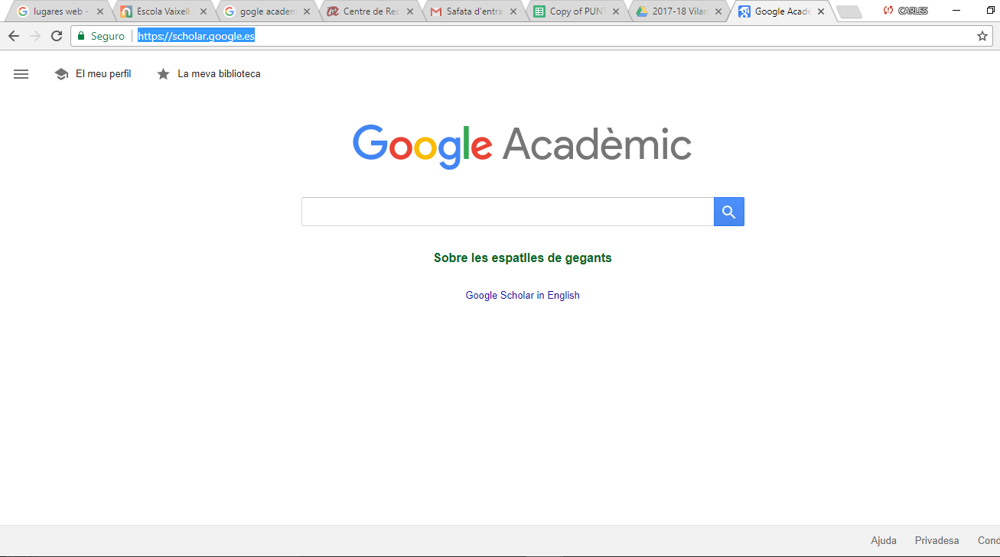 lugares web - Escola Vaixell gogle academ Centre de Rec Safata d'entra Copy of PUNT 2017-18 Vilan Google Acadè CARLES
Seguro https://scholar.google.es
El meu perfil La meva biblioteca
Google Acadèmic
Sobre les espatlles de gegants
Google Scholar in English
Ajuda Privadesa Cond